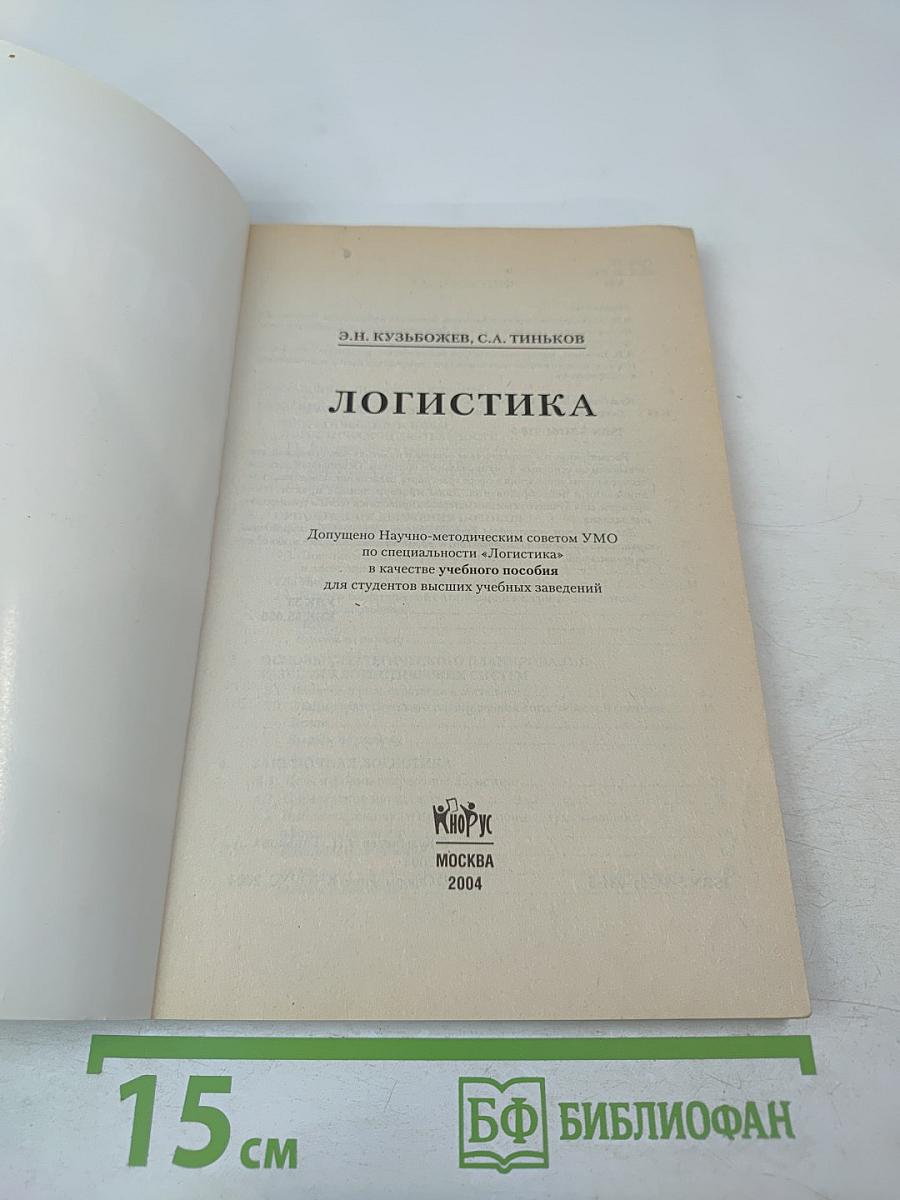 Э.Н. КУЗЬБОЖЕВ, С.А. ТИНЬКОВ
ЛОГИСТИКА
Допущено Научно-методическим советом УМО
по специальности «Логистика»
в качестве учебного пособия
для студентов высших учебных заведений
КНОРУС
МОСКВА
2004
15 см
БФ БИБЛИОФАН